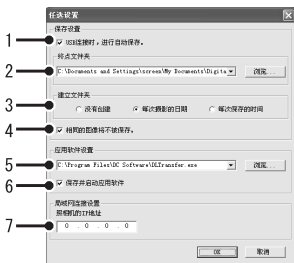 任选设置
保存设置
1
USB连接时，进行自动保存。
终点文件夹
2
C:\Documents and Settings\screen\My Documents\Digita
浏览...
建立文件夹
3
没有创建
每次摄影的日期
每次保存的时间
4
相同的图像将不被保存。
应用软件设置
5
C:\Program Files\DC Software\DLTransfer.exe
浏览...
6
保存并启动应用软件
局域网连接设置
照相机的IP地址
7
0 . 0 . 0 . 0
OK
取消